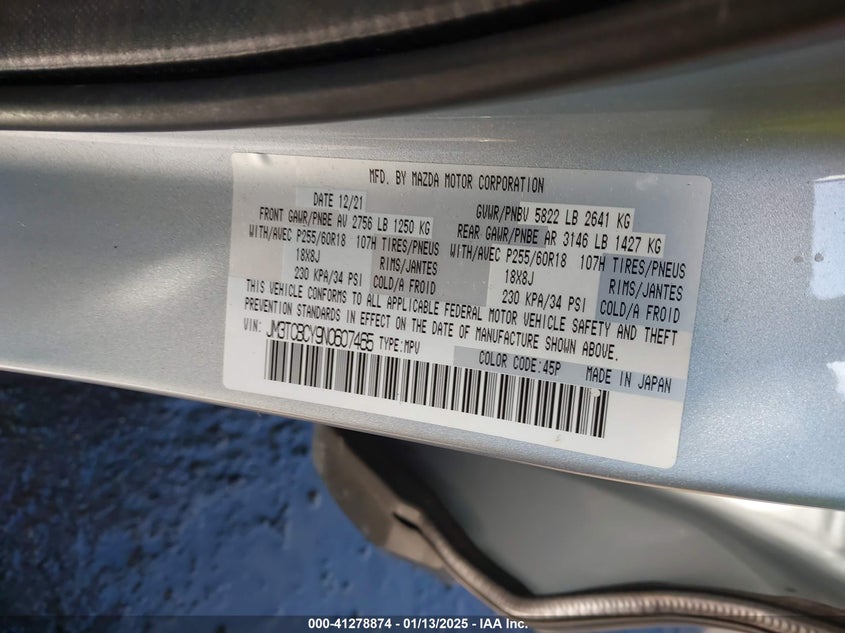 MFD. BY MAZDA MOTOR CORPORATION
DATE 12/21 GVWR/PNBV 5822 LB 2641 KG
FRONT GAWR/PNBE AV 2756 LB 1250 KG REAR GAWR/PNBE AR 3146 LB 1427 KG
WITH/AVEC P255/60R18 107H TIRES/PNEUS WITH/AVEC P255/60R18 107H TIRES/PNEUS
18X8J RIMS/JANTES 18X8J RIMS/JANTES
230 KPA/34 PSI COLD/A FROID 230 KPA/34 PSI COLD/A FROID
THIS VEHICLE CONFORMS TO ALL APPLICABLE FEDERAL MOTOR VEHICLE SAFETY AND THEFT
PREVENTION STANDARDS IN EFFECT ON THE DATE OF MANUFACTURE SHOWN ABOVE.
VIN: JM3TCBCY9N0607465 TYPE:MPV COLOR CODE:45P MADE IN JAPAN
000-41278874 - 01/13/2025 - IAA Inc.